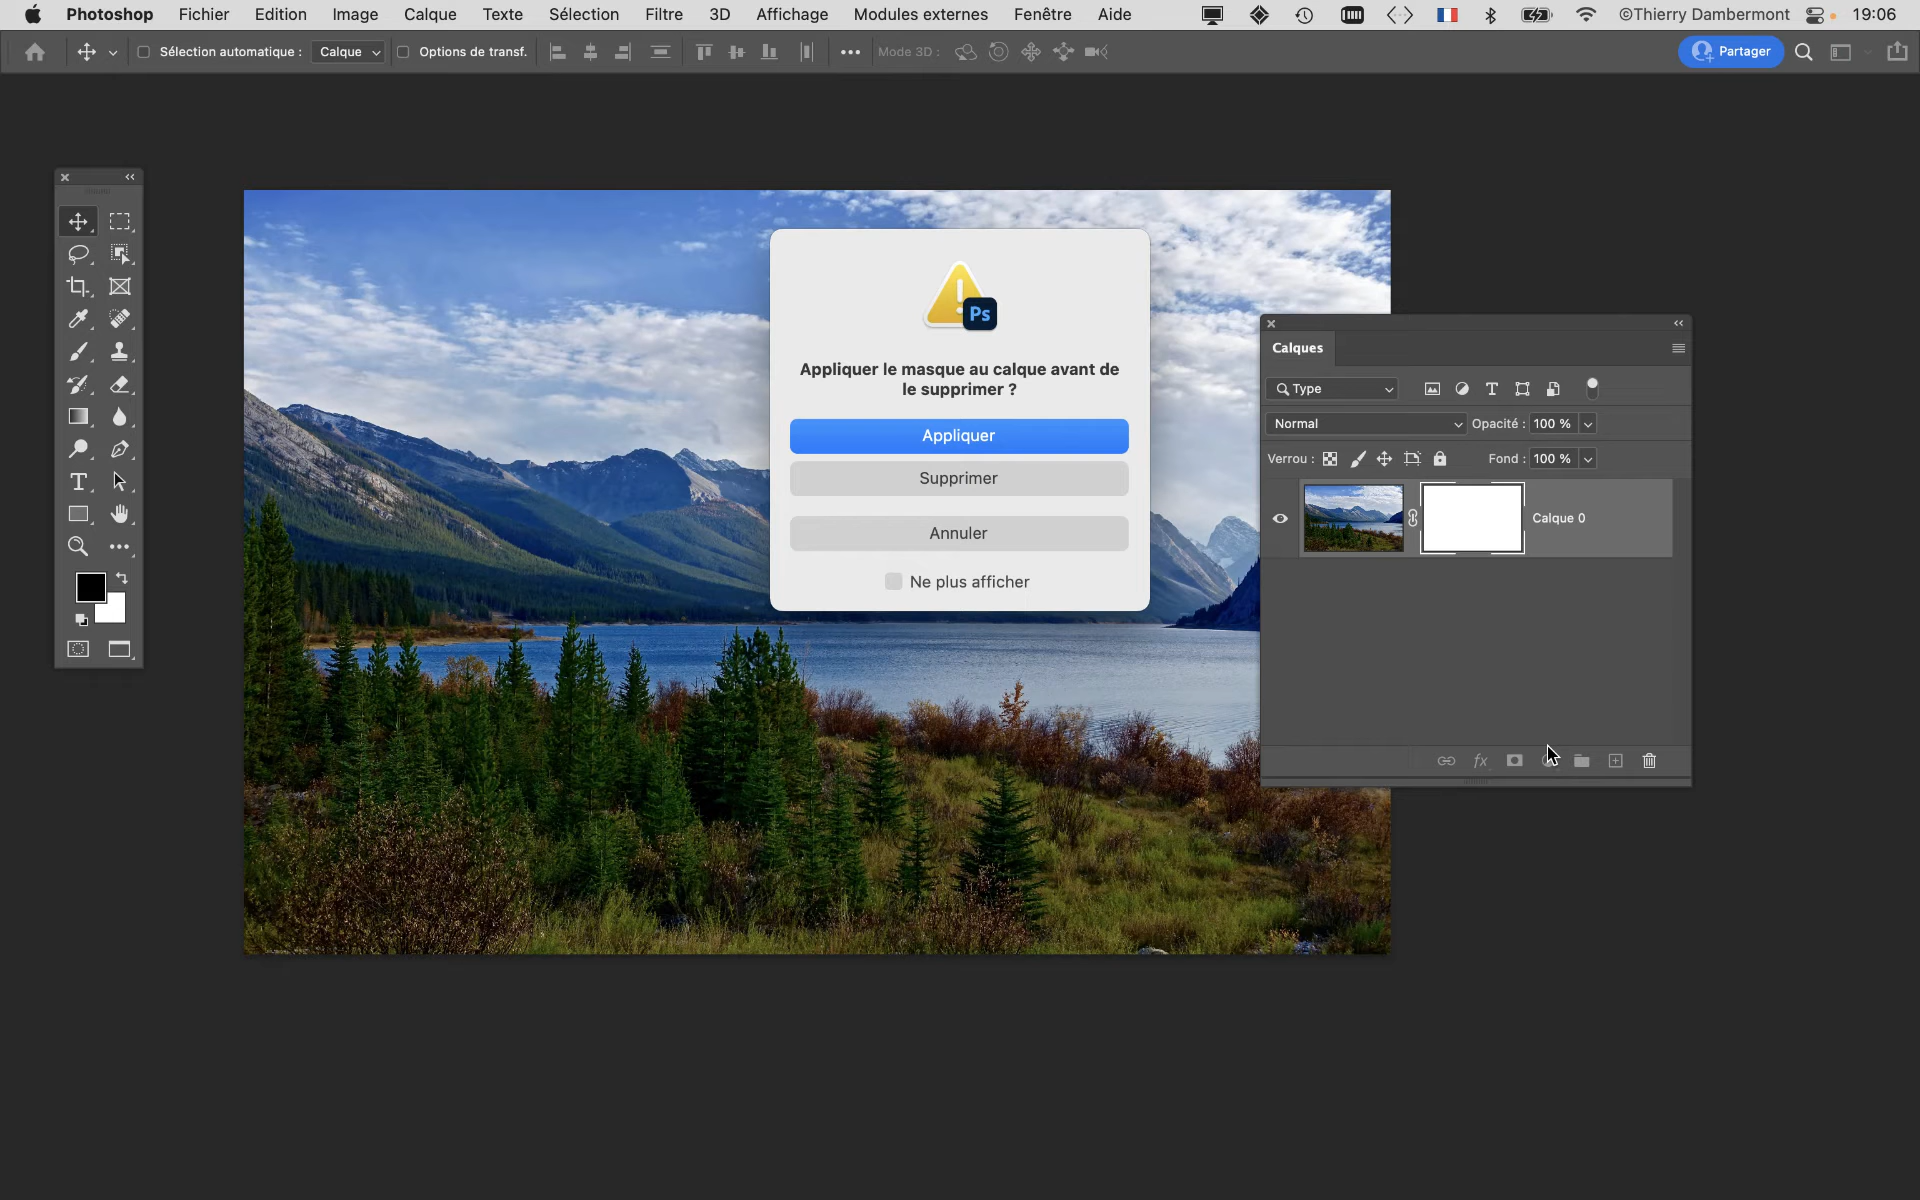 Photoshop Fichier Edition Image Calque Texte Sélection Filtre 3D Affichage Modules externes Fenêtre Aide ©Thierry Dambermont 19:06
Sélection automatique : Calque Options de transf. Mode 3D : Partager
Ps
Appliquer le masque au calque avant de
le supprimer ?
Appliquer
Supprimer
Annuler
Ne plus afficher
Calques
Type
Normal Opacité : 100 %
Verrou : Fond : 100 %
Calque 0
fx